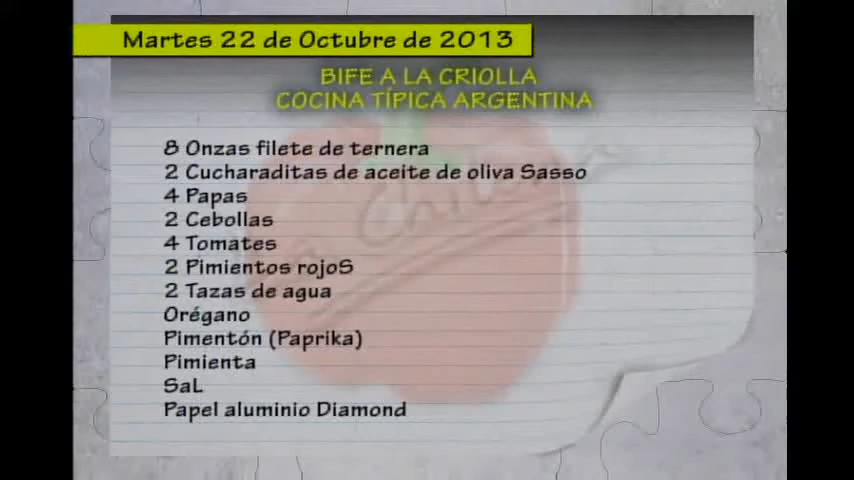 Martes 22 de Octubre de 2013
BIFE A LA CRIOLLA
COCINA TÍPICA ARGENTINA
8 Onzas filete de ternera
2 Cucharaditas de aceite de oliva Sasso
4 Papas
2 Cebollas
4 Tomates
2 Pimientos rojoS
2 Tazas de agua
Orégano
Pimentón (Paprika)
Pimienta
SaL
Papel aluminio Diamond